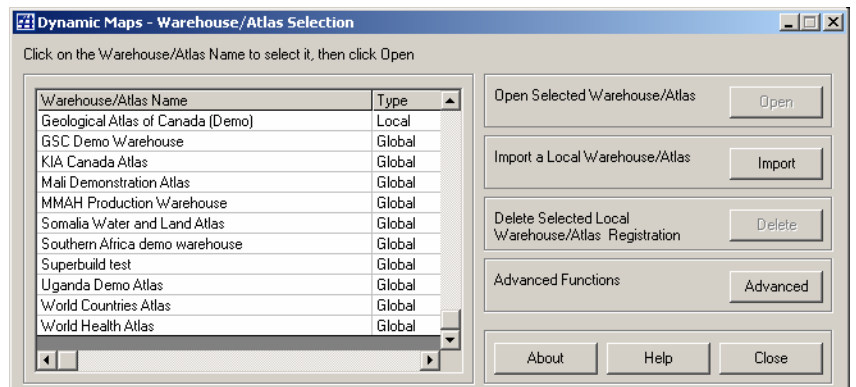 Dynamic Maps - Warehouse/Atlas Selection
Click on the Warehouse/Atlas Name to select it, then click Open
Warehouse/Atlas Name Type
Geological Atlas of Canada (Demo) Local
GSC Demo Warehouse Global
KIA Canada Atlas Global
Mali Demonstration Atlas Global
MMAH Production Warehouse Global
Somalia Water and Land Atlas Global
Southern Africa demo warehouse Global
Superbuild test Global
Uganda Demo Atlas Global
World Countries Atlas Global
World Health Atlas Global
Open Selected Warehouse/Atlas Open
Import a Local Warehouse/Atlas Import
Delete Selected Local
Warehouse/Atlas Registration Delete
Advanced Functions Advanced
About Help Close